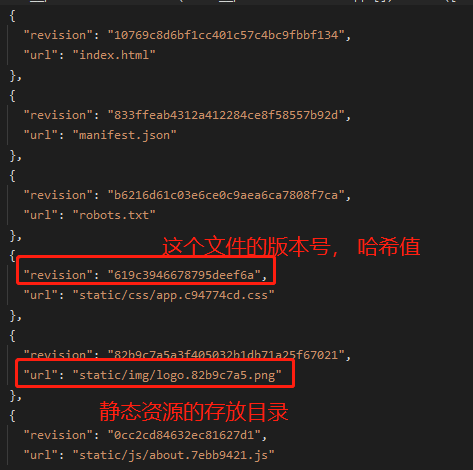 {
"revision": "10769c8d6bf1cc401c57c4bc9fbbf134",
"url": "index.html"
},
{
"revision": "833ffeab4312a412284ce8f58557b92d",
"url": "manifest.json"
},
{
"revision": "b6216d61c03e6ce0c9aea6ca7808f7ca",
"url": "robots.txt"
},
这个文件的版本号， 哈希值
{
"revision": "619c3946678795deef6a",
"url": "static/css/app.c94774cd.css"
},
{
"revision": "82b9c7a5a3f405032b1db71a25f67021",
"url": "static/img/logo.82b9c7a5.png"
},
静态资源的存放目录
{
"revision": "0cc2cd84632ec81627d1",
"url": "static/js/about.7ebb9421.js"